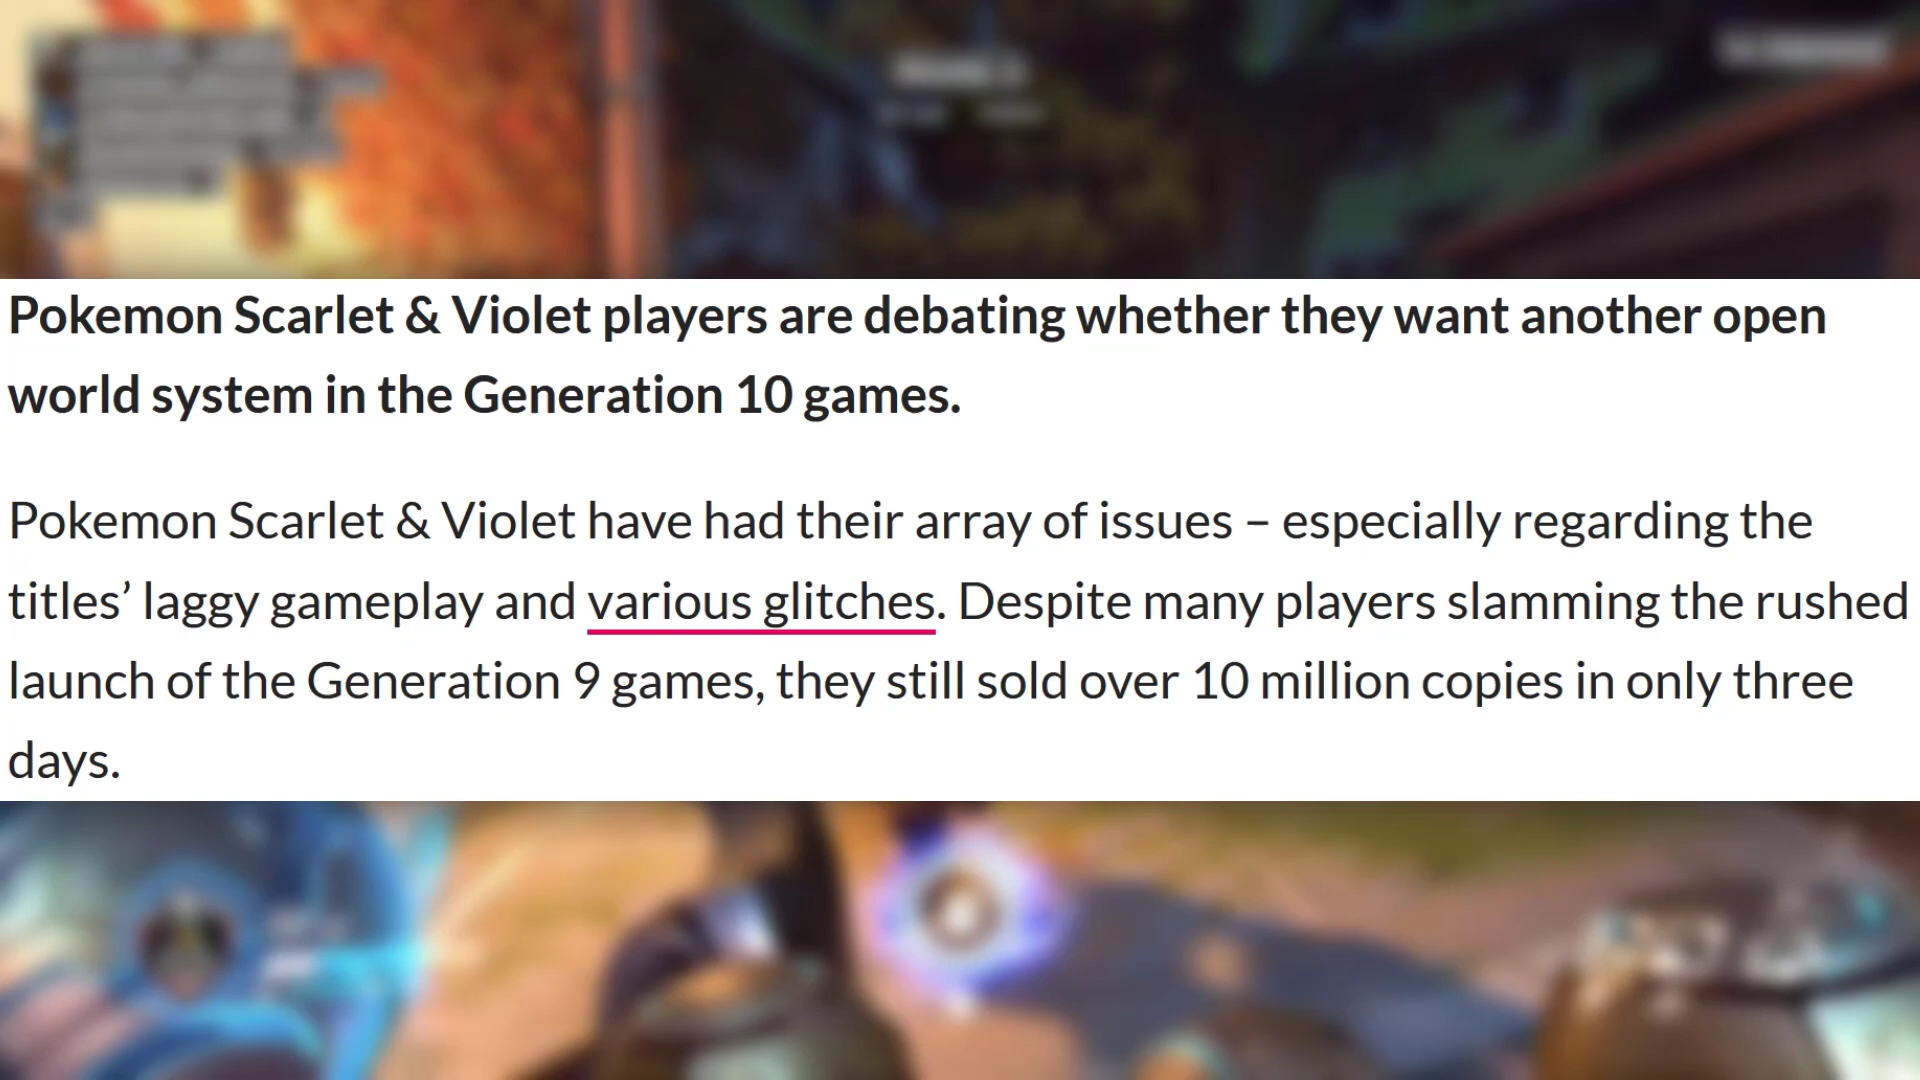 Pokemon Scarlet & Violet players are debating whether they want another open
world system in the Generation 10 games.
Pokemon Scarlet & Violet have had their array of issues – especially regarding the
titles’ laggy gameplay and various glitches. Despite many players slamming the rushed
launch of the Generation 9 games, they still sold over 10 million copies in only three
days.